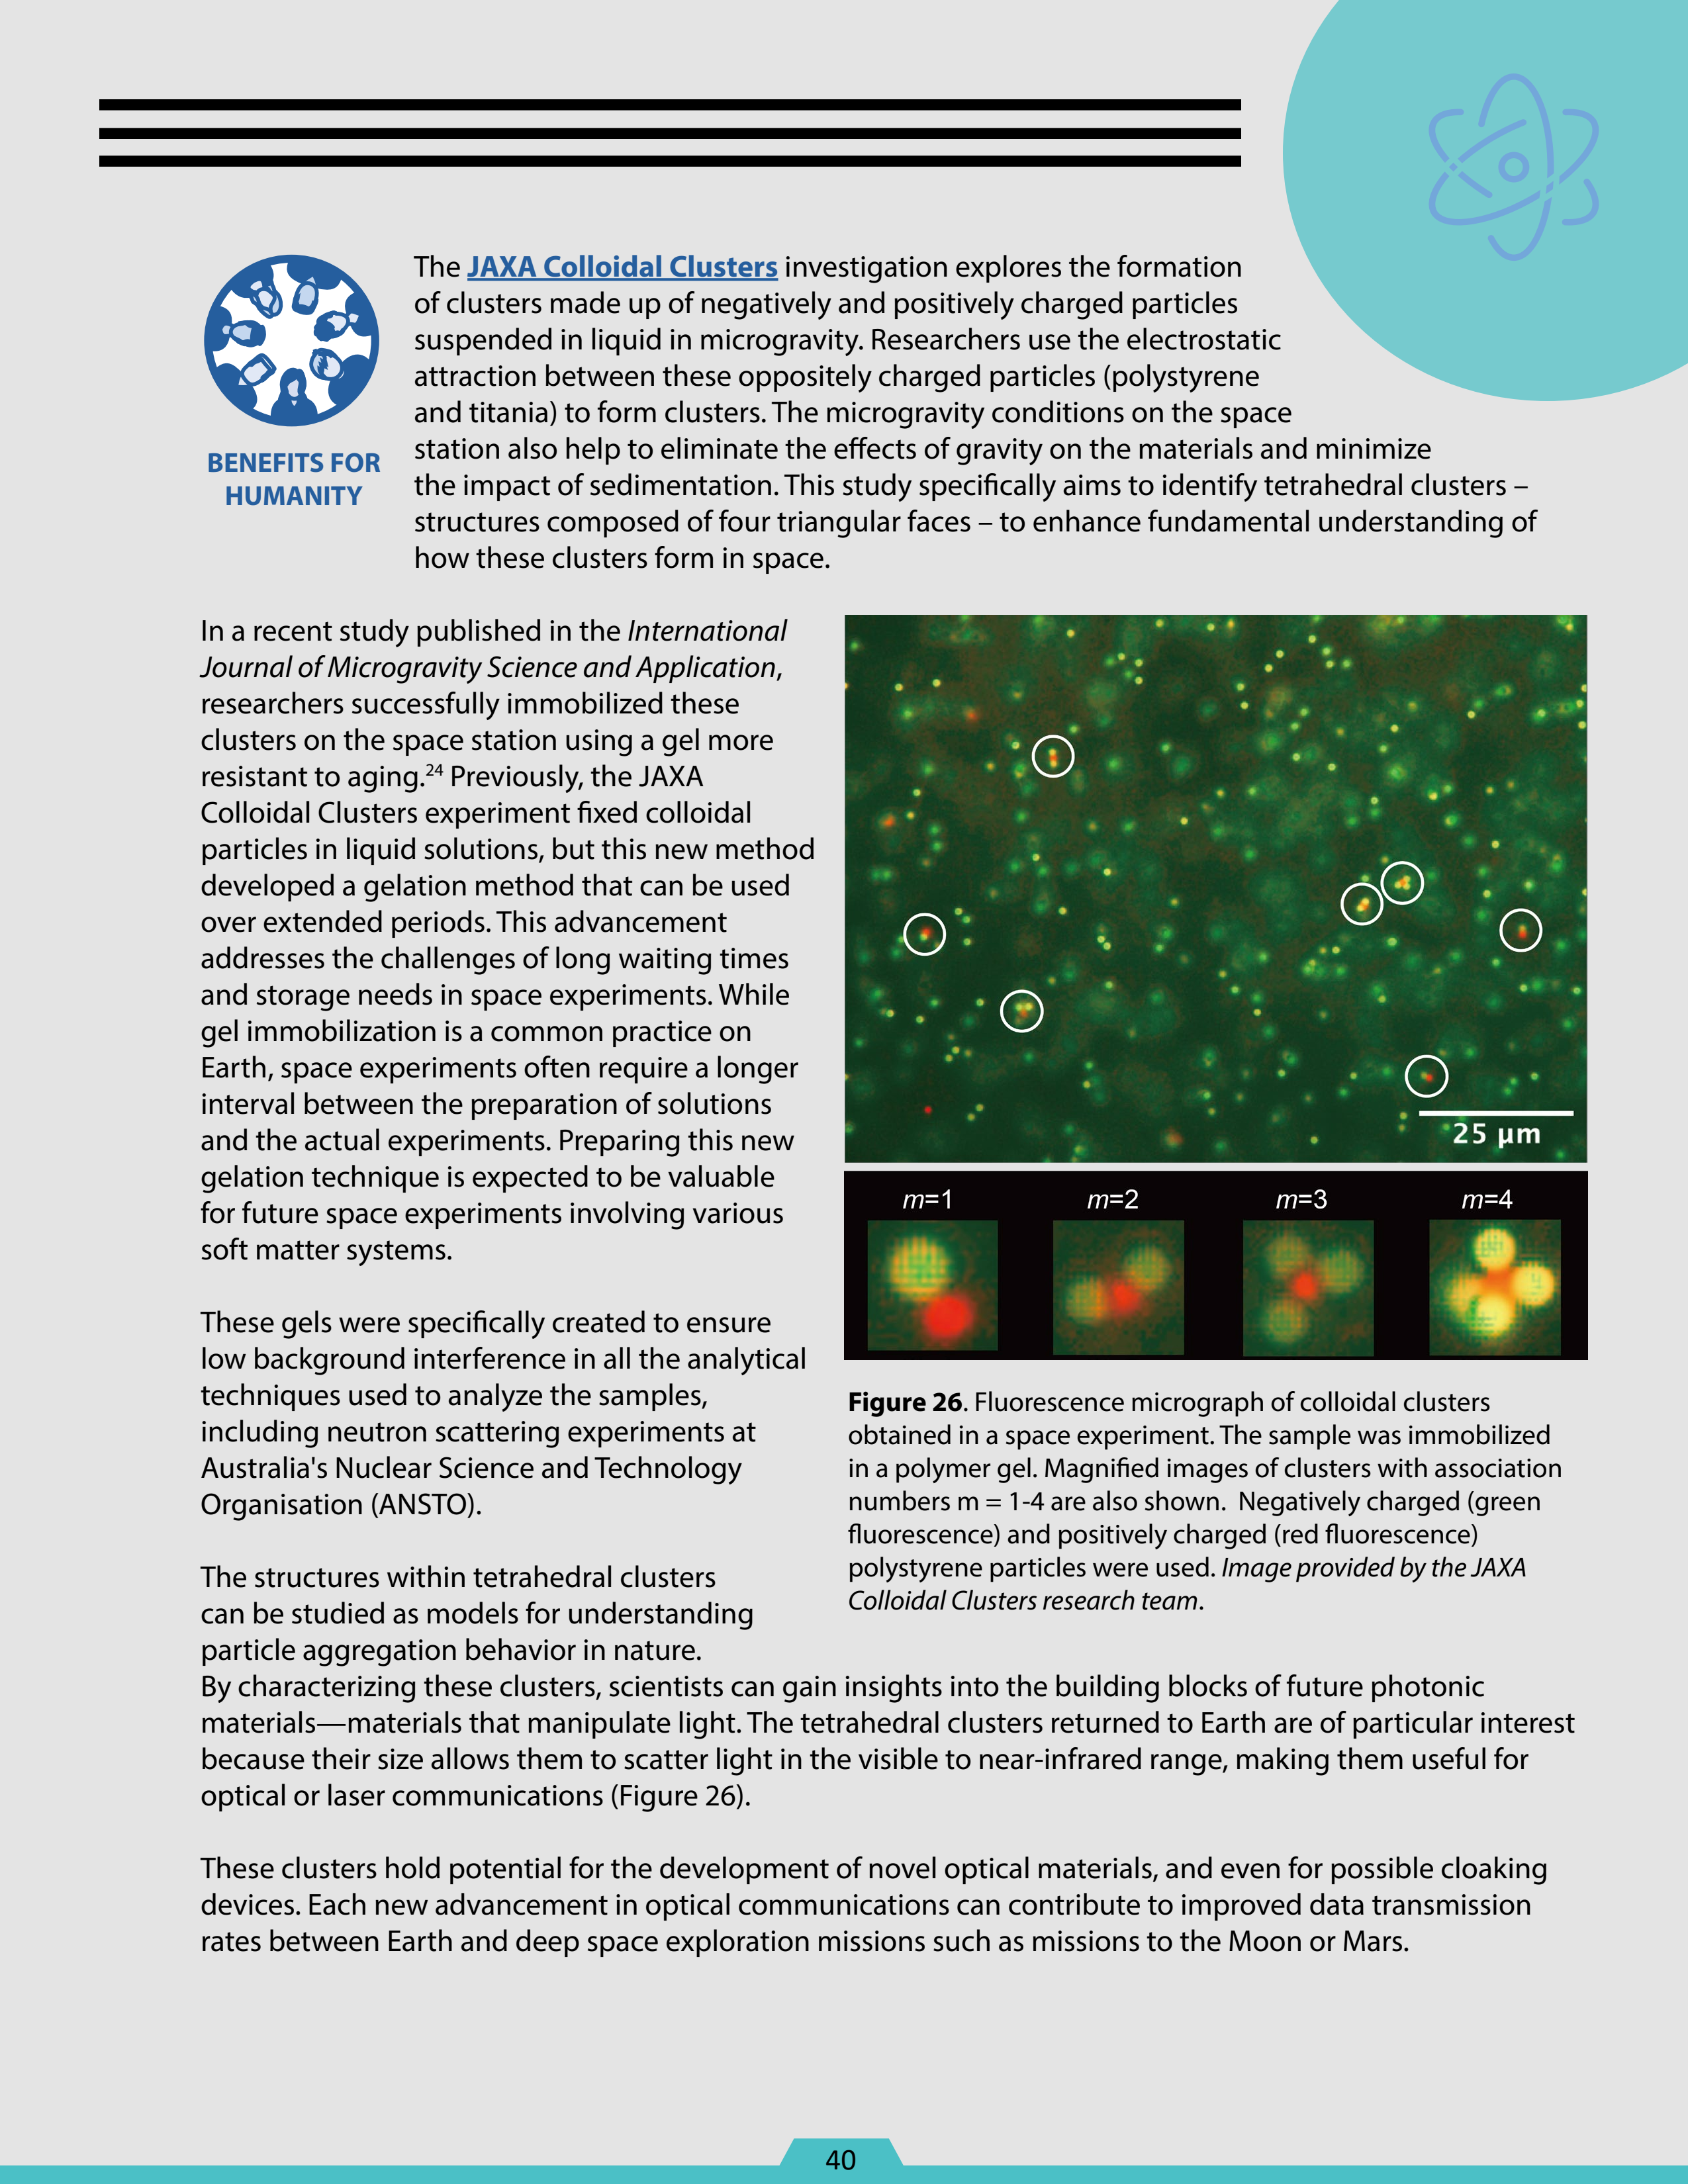 The JAXA Colloidal Clusters investigation explores the formation
of clusters made up of negatively and positively charged particles
suspended in liquid in microgravity. Researchers use the electrostatic
attraction between these oppositely charged particles (polystyrene
and titania) to form clusters. The microgravity conditions on the space
station also help to eliminate the effects of gravity on the materials and minimize
the impact of sedimentation. This study specifically aims to identify tetrahedral clusters –
structures composed of four triangular faces – to enhance fundamental understanding of
how these clusters form in space.
BENEFITS FOR
HUMANITY
In a recent study published in the International
Journal of Microgravity Science and Application,
researchers successfully immobilized these
clusters on the space station using a gel more
resistant to aging.24 Previously, the JAXA
Colloidal Clusters experiment fixed colloidal
particles in liquid solutions, but this new method
developed a gelation method that can be used
over extended periods. This advancement
addresses the challenges of long waiting times
and storage needs in space experiments. While
gel immobilization is a common practice on
Earth, space experiments often require a longer
interval between the preparation of solutions
and the actual experiments. Preparing this new
gelation technique is expected to be valuable
for future space experiments involving various
soft matter systems.
These gels were specifically created to ensure
low background interference in all the analytical
techniques used to analyze the samples,
including neutron scattering experiments at
Australia's Nuclear Science and Technology
Organisation (ANSTO).
25 µm
m=1 m=2 m=3 m=4
Figure 26. Fluorescence micrograph of colloidal clusters
obtained in a space experiment. The sample was immobilized
in a polymer gel. Magnified images of clusters with association
numbers m = 1-4 are also shown. Negatively charged (green
fluorescence) and positively charged (red fluorescence)
polystyrene particles were used. Image provided by the JAXA
Colloidal Clusters research team.
The structures within tetrahedral clusters
can be studied as models for understanding
particle aggregation behavior in nature.
By characterizing these clusters, scientists can gain insights into the building blocks of future photonic
materials—materials that manipulate light. The tetrahedral clusters returned to Earth are of particular interest
because their size allows them to scatter light in the visible to near-infrared range, making them useful for
optical or laser communications (Figure 26).
These clusters hold potential for the development of novel optical materials, and even for possible cloaking
devices. Each new advancement in optical communications can contribute to improved data transmission
rates between Earth and deep space exploration missions such as missions to the Moon or Mars.
40